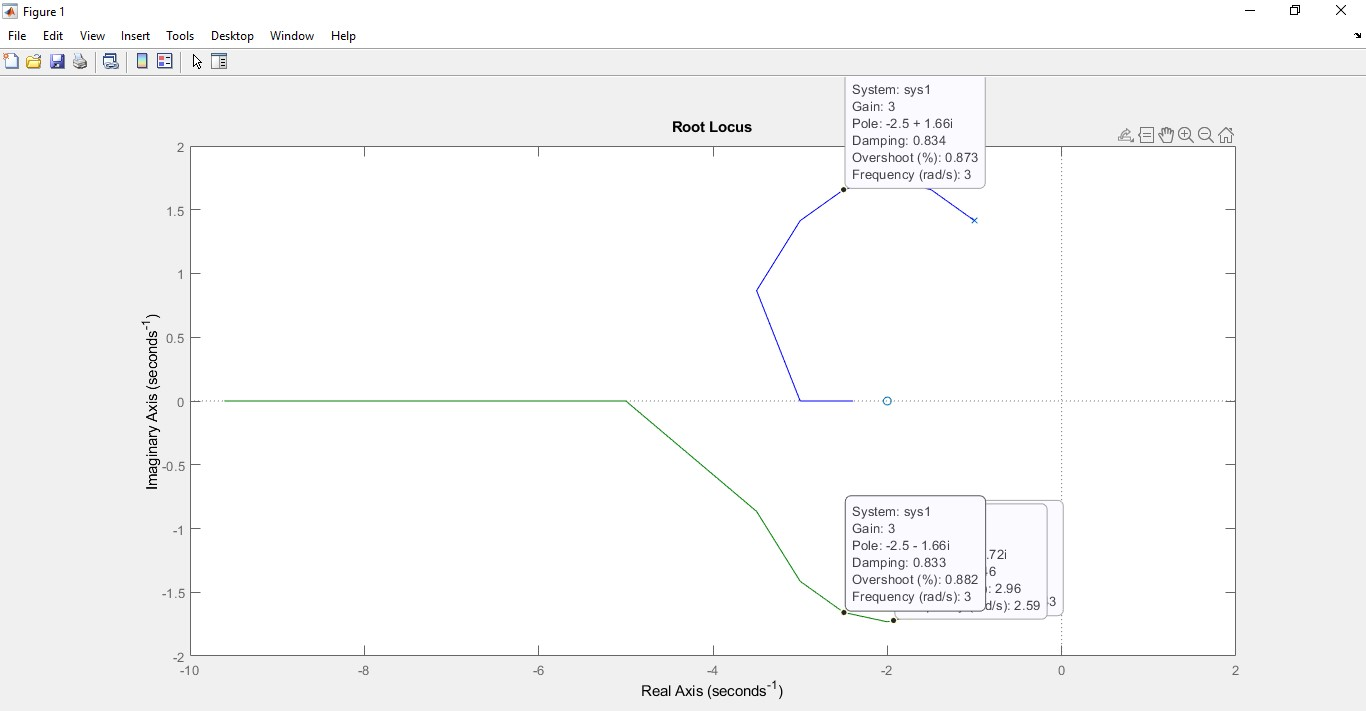 Figure 1
File Edit View Insert Tools Desktop Window Help
System: sys1
Gain: 3
Pole: -2.5 + 1.66i
Damping: 0.834
Overshoot (%): 0.873
Frequency (rad/s): 3
Root Locus
2
1.5
1
0.5
0
-0.5
-1
-1.5
-2
Imaginary Axis (seconds⁻¹)
System: sys1
Gain: 3
Pole: -2.5 - 1.66i
Damping: 0.833
Overshoot (%): 0.882
Frequency (rad/s): 3
.72i
): 2.96
d/s): 2.59
-10 -8 -6 -4 -2 0 2
Real Axis (seconds⁻¹)